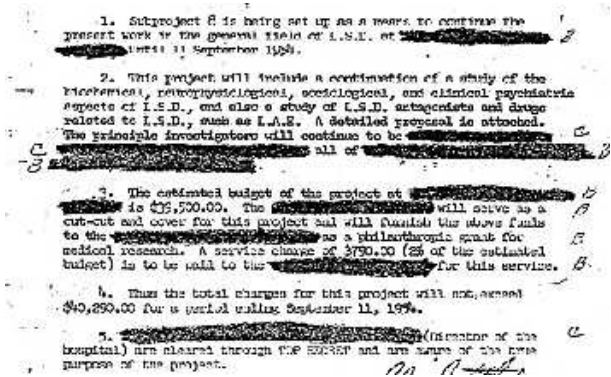 1. Subproject 8 is being set up as a means to continue the
present work in the general field of L.S.D. at
until 11 September 1954.
2. This project will include a continuation of a study of the
biochemical, neurophysiological, sociological, and clinical psychiatric
aspects of L.S.D., and also a study of L.S.D. antagonists and drugs
related to L.S.D., such as L.A.E. A detailed proposal is attached.
The principle investigators will continue to be C
C all of B
B
3. The estimated budget of the project at B
is $39,500.00. The will serve as a B
cut-out and cover for this project and will furnish the above funds
to the as a philanthropic grant for B
medical research. A service charge of $790.00 (2% of the estimated
budget) is to be paid to the for this service. B
4. Thus the total charges for this project will not exceed
$40,290.00 for a period ending September 11, 1954.
5. (Director of the C
hospital) are cleared through TOP SECRET and are aware of the true
purpose of the project.